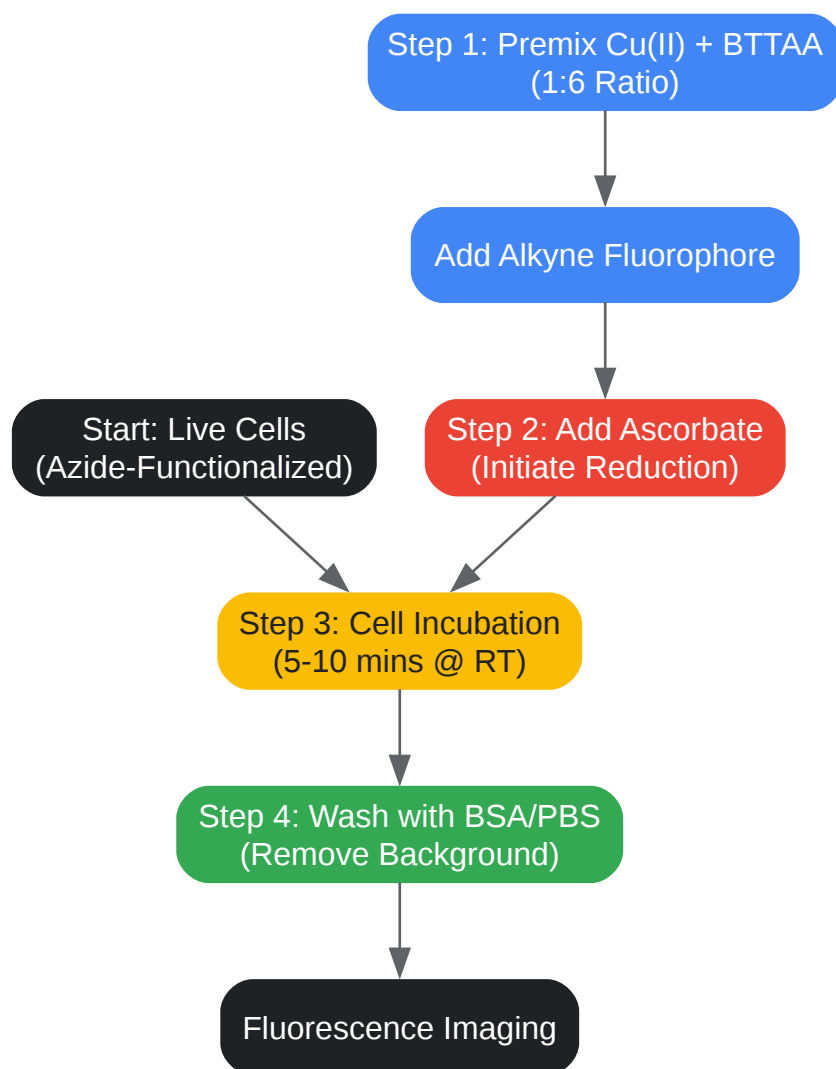 Step 1: Premix Cu(II) + BTTAA
(1:6 Ratio)
Add Alkyne Fluorophore
Start: Live Cells
(Azide-Functionalized)
Step 2: Add Ascorbate
(Initiate Reduction)
Step 3: Cell Incubation
(5-10 mins @ RT)
Step 4: Wash with BSA/PBS
(Remove Background)
Fluorescence Imaging